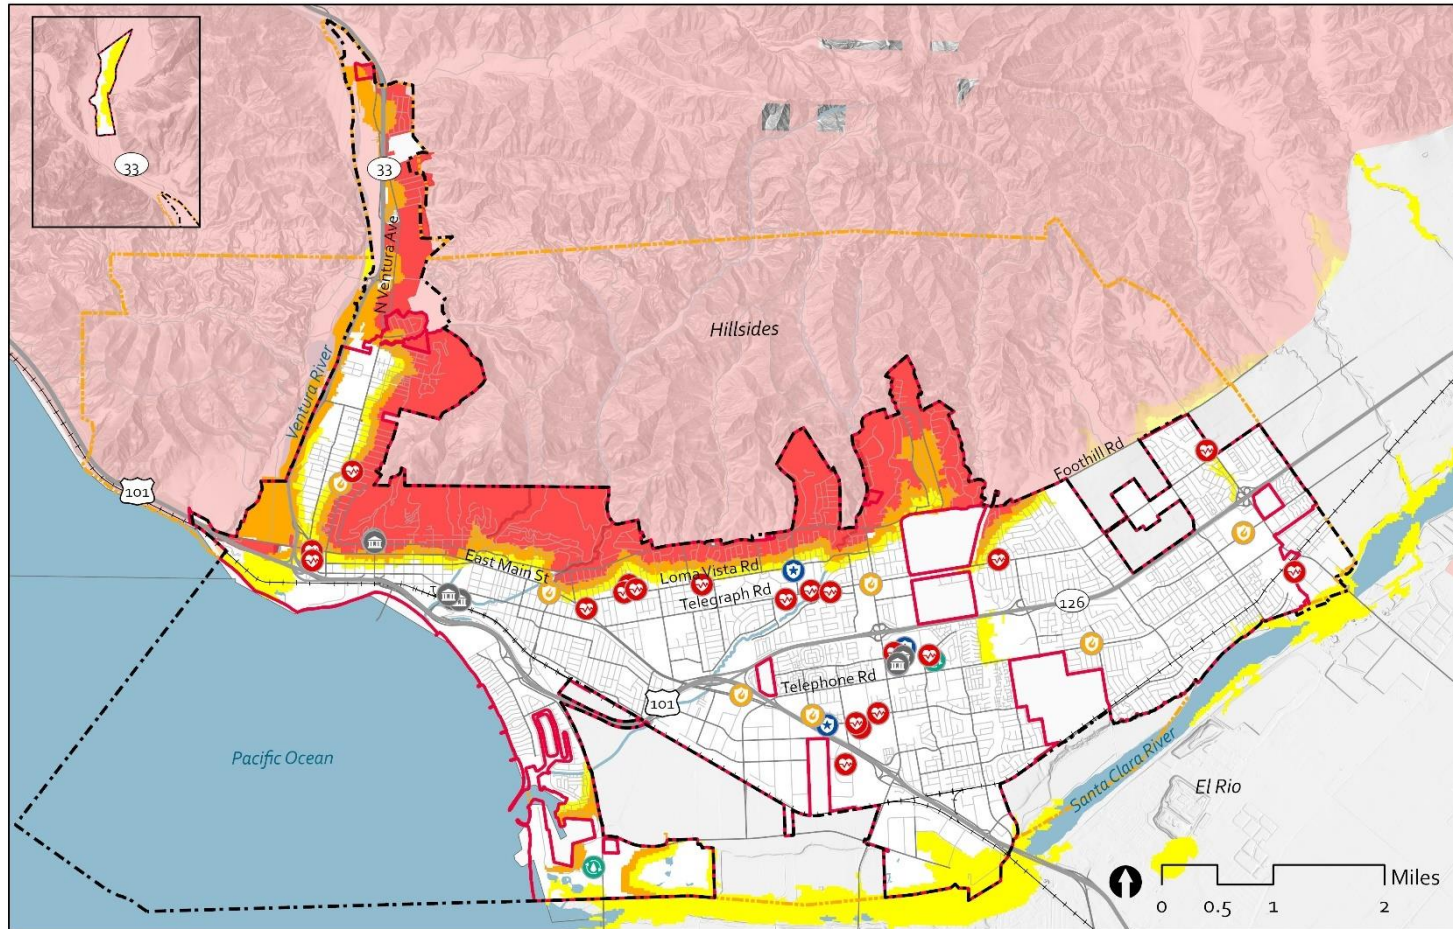 33
33
N Ventura Ave
Hillsides
Ventura River
Foothill Rd
101
East Main St
Loma Vista Rd
Telegraph Rd
126
Telephone Rd
101
Pacific Ocean
Santa Clara River
El Rio
Miles
0 0.5 1 2